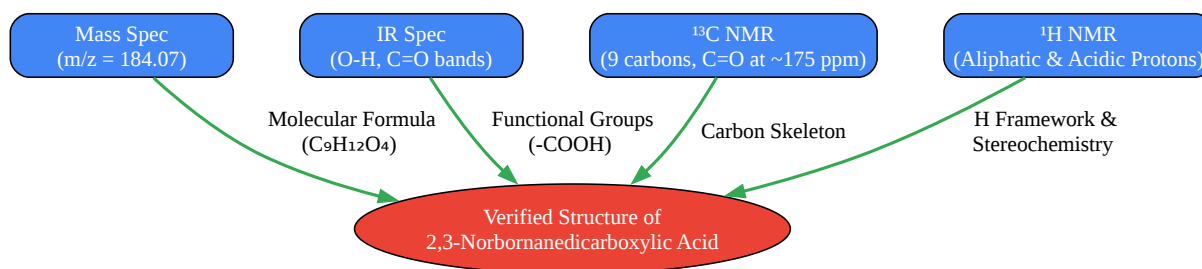 Mass Spec
(m/z = 184.07)
IR Spec
(O-H, C=O bands)
¹³C NMR
(9 carbons, C=O at ~175 ppm)
¹H NMR
(Aliphatic & Acidic Protons)
Molecular Formula
(C₉H₁₂O₄)
Functional Groups
(-COOH)
Carbon Skeleton
H Framework &
Stereochemistry
Verified Structure of
2,3-Norbornanedicarboxylic Acid